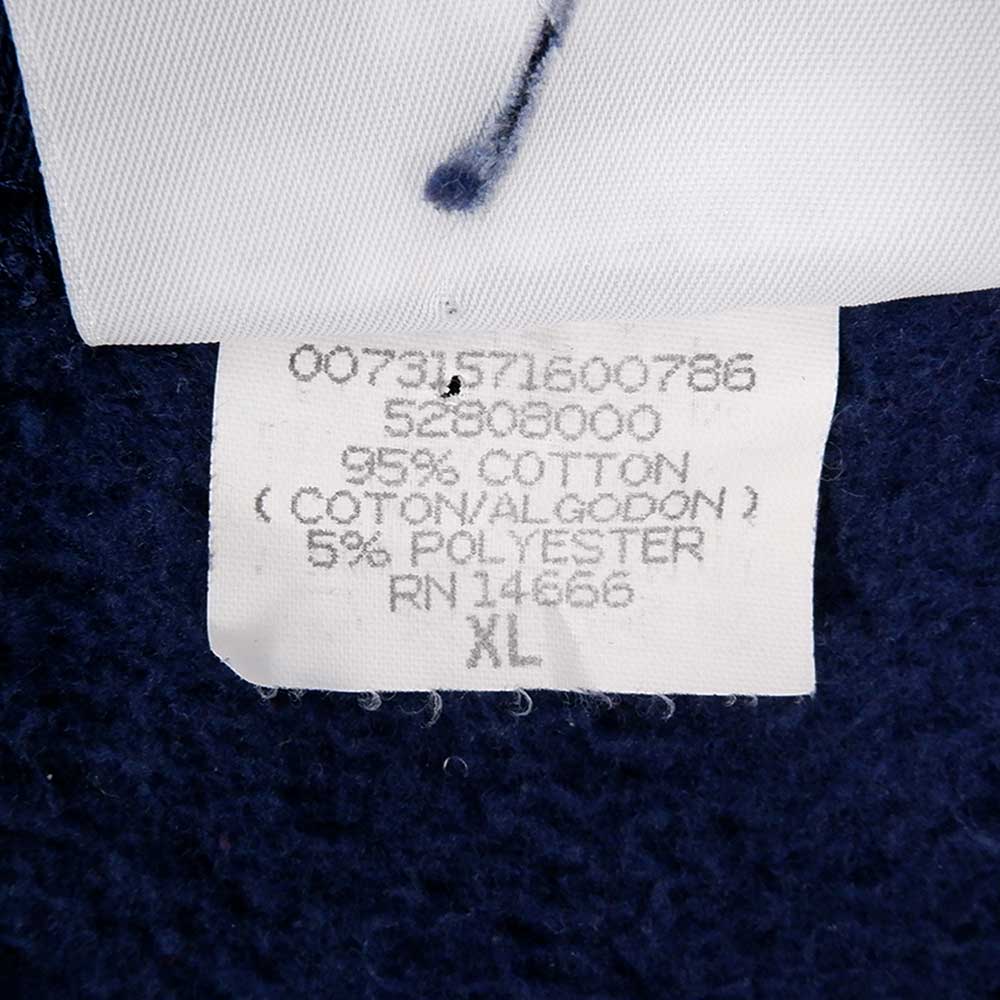 00731571600786
52808000
95% COTTON
( COTON/ALGODON )
5% POLYESTER
RN 14666
XL